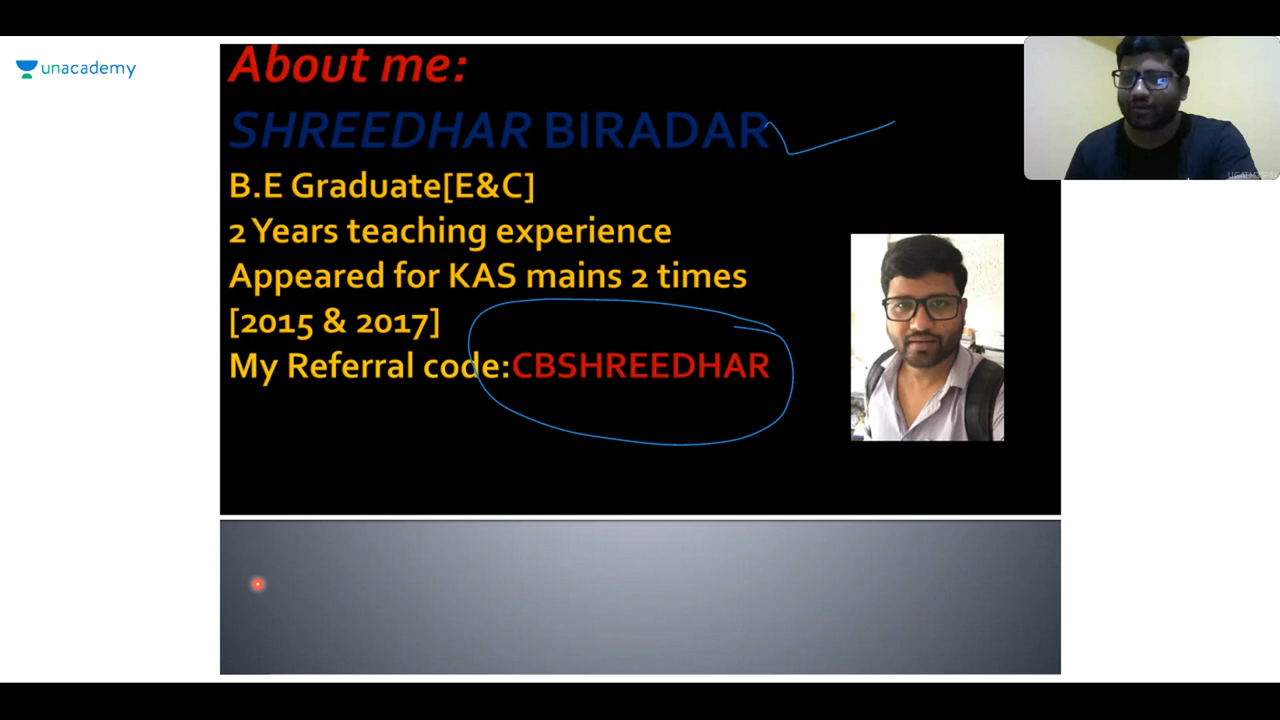 unacademy
About me:
SHREEDHAR BIRADAR
B.E Graduate[E&C]
2 Years teaching experience
Appeared for KAS mains 2 times
[2015 & 2017]
My Referral code:CBSHREEDHAR